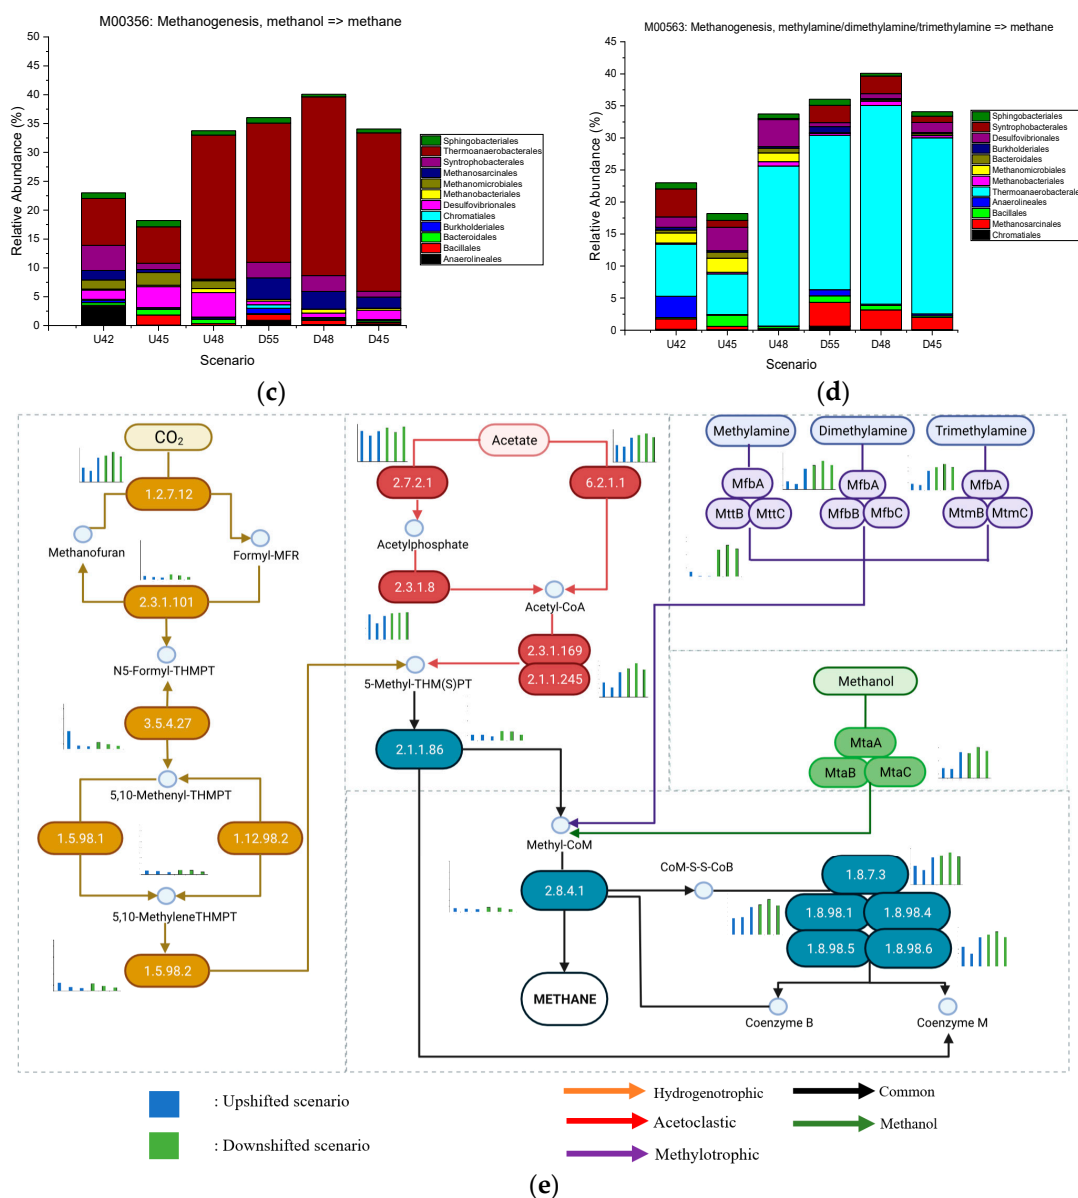 M00356: Methanogenesis, methanol => methane
Relative Abundance (%)
50
45
40
35
30
25
20
15
10
5
0
U42 U45 U48 D55 D48 D45
Scenario
Sphingobacteriales
Thermoanaerobacterales
Syntrophobacterales
Methanosarcinales
Methanomicrobiales
Methanobacteriales
Desulfovibrionales
Chromatiales
Burkholderiales
Bacteroidales
Bacillales
Anaerolineales
(c)
M00563: Methanogenesis, methylamine/dimethylamine/trimethylamine => methane
Relative Abundance (%)
45
40
35
30
25
20
15
10
5
0
U42 U45 U48 D55 D48 D45
Scenario
Sphingobacteriales
Syntrophobacterales
Desulfovibrionales
Burkholderiales
Bacteroidales
Methanomicrobiales
Methanobacteriales
Thermoanaerobacterale
Anaerolineales
Bacillales
Methanosarcinales
Chromatiales
(d)
CO2
1.2.7.12
Methanofuran
Formyl-MFR
2.3.1.101
N5-Formyl-THMPT
3.5.4.27
5,10-Methenyl-THMPT
1.5.98.1
1.12.98.2
5,10-MethyleneTHMPT
1.5.98.2
Acetate
2.7.2.1
6.2.1.1
Acetylphosphate
2.3.1.8
Acetyl-CoA
2.3.1.169
2.1.1.245
5-Methyl-THM(S)PT
2.1.1.86
Methylamine
Dimethylamine
Trimethylamine
MfbA
MttB
MttC
MfbA
MfbB
MfbC
MfbA
MtmB
MtmC
Methanol
MtaA
MtaB
MtaC
Methyl-CoM
2.8.4.1
CoM-S-S-CoB
1.8.7.3
1.8.98.1
1.8.98.4
1.8.98.5
1.8.98.6
METHANE
Coenzyme B
Coenzyme M
: Upshifted scenario
: Downshifted scenario
Hydrogenotrophic
Acetoclastic
Methylotrophic
Common
Methanol
(e)